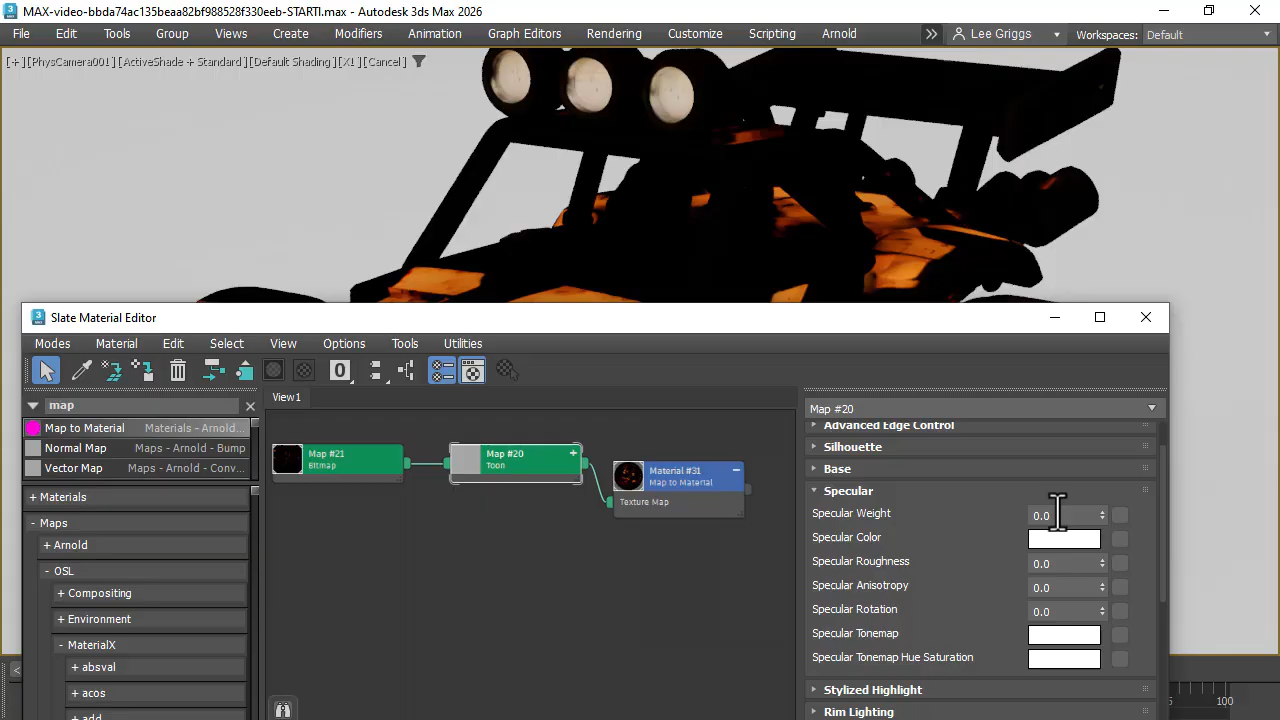 MAX-video-bbda74ac135beaa82bf988528f330eeb-STARTI.max - Autodesk 3ds Max 2026
File Edit Tools Group Views Create Modifiers Animation Graph Editors Rendering Customize Scripting Arnold Lee Griggs Workspaces: Default
[+][PhysCamera001][ActiveShade + Standard][Default Shading][X1][Cancel]
Slate Material Editor
Modes Material Edit Select View Options Tools Utilities
0
map
View1
Map #20
Map to Material Materials - Arnold...
Normal Map Maps - Arnold - Bump
Vector Map Maps - Arnold - Conv...
+ Materials
- Maps
+ Arnold
- OSL
+ Compositing
+ Environment
- MaterialX
+ absval
+ acos
+ add
Map #21
Bitmap
Map #20
Toon
+
Material #31
Map to Material
−
Texture Map
Advanced Edge Control
Silhouette
Base
Specular
Specular Weight 0.0
Specular Color
Specular Roughness 0.0
Specular Anisotropy 0.0
Specular Rotation 0.0
Specular Tonemap
Specular Tonemap Hue Saturation
Stylized Highlight
Rim Lighting
100